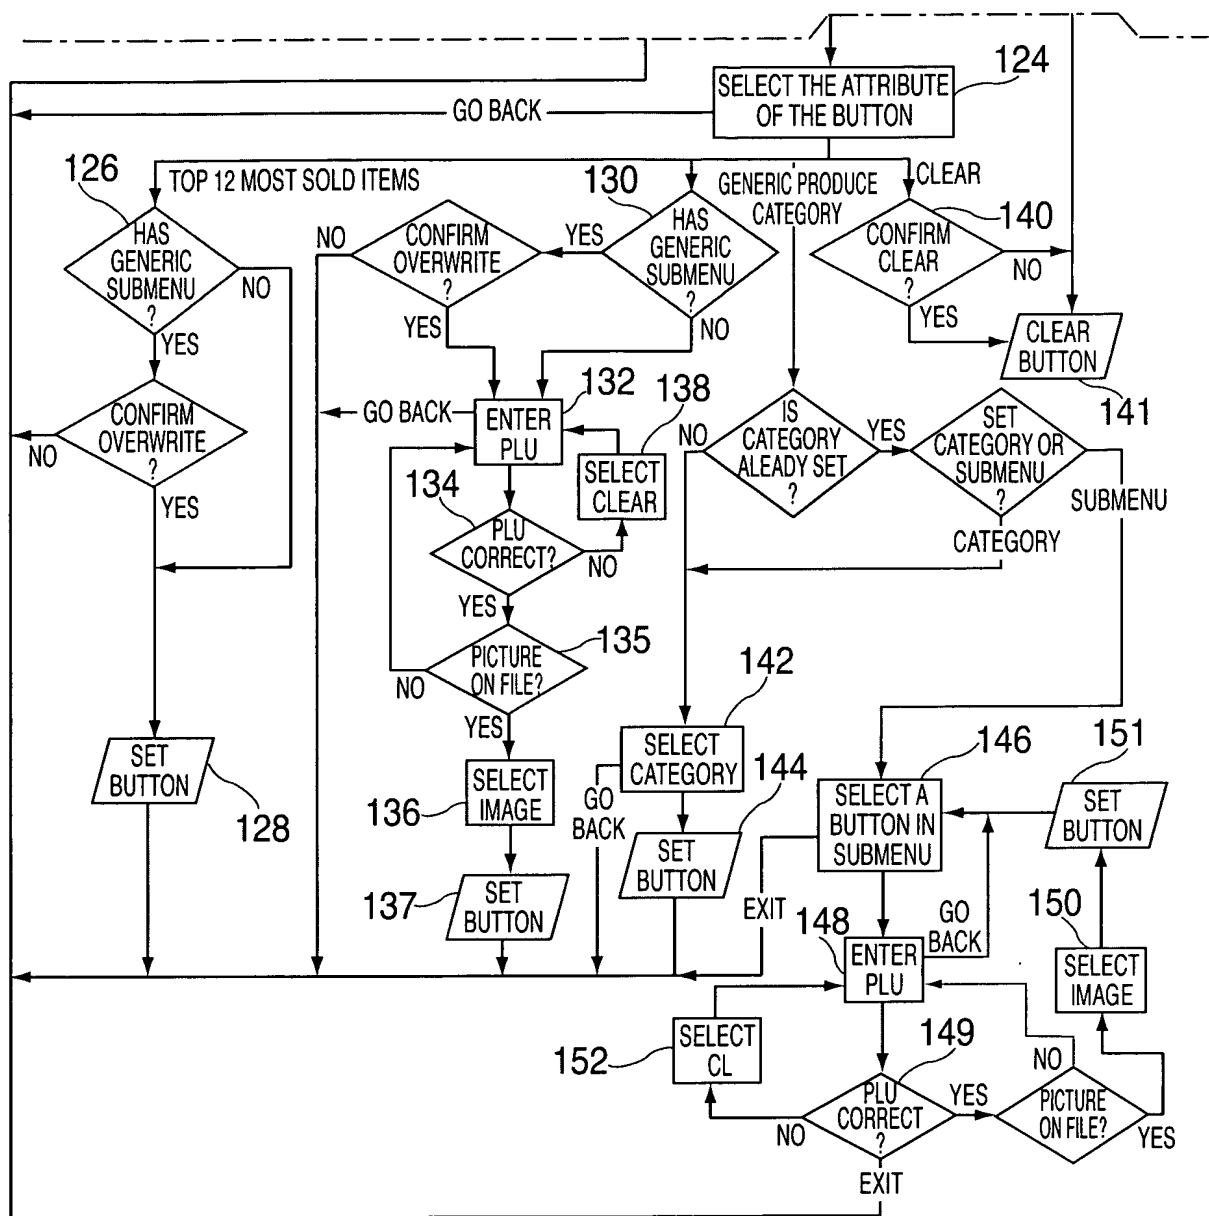 124
SELECT THE ATTRIBUTE
OF THE BUTTON
GO BACK
126
TOP 12 MOST SOLD ITEMS
130
GENERIC PRODUCE
CATEGORY
CLEAR
140
HAS
GENERIC
SUBMENU
?
NO
YES
NO
CONFIRM
OVERWRITE
?
YES
YES
HAS
GENERIC
SUBMENU
?
NO
CONFIRM
CLEAR
?
NO
YES
CLEAR
BUTTON
141
CONFIRM
OVERWRITE
?
NO
YES
GO BACK
132
ENTER
PLU
138
SELECT
CLEAR
134
PLU
CORRECT?
NO
YES
135
PICTURE
ON FILE?
NO
YES
136
SELECT
IMAGE
137
SET
BUTTON
SET
BUTTON
128
IS
CATEGORY
ALEADY SET
?
NO
YES
SET
CATEGORY OR
SUBMENU
?
SUBMENU
CATEGORY
142
SELECT
CATEGORY
GO
BACK
144
SET
BUTTON
146
SELECT A
BUTTON IN
SUBMENU
EXIT
151
SET
BUTTON
148
ENTER
PLU
GO
BACK
150
SELECT
IMAGE
152
SELECT
CL
149
PLU
CORRECT
?
NO
YES
EXIT
PICTURE
ON FILE?
NO
YES